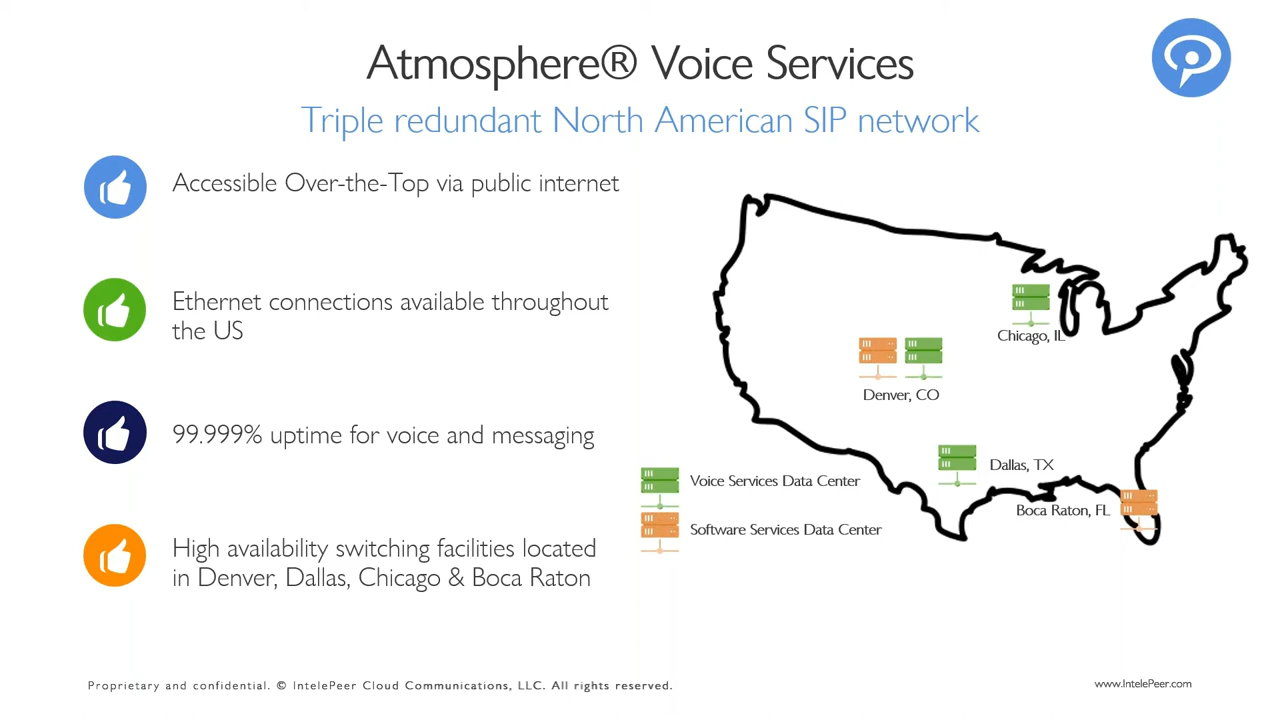 Atmosphere® Voice Services
Triple redundant North American SIP network
Accessible Over-the-Top via public internet
Ethernet connections available throughout
the US
99.999% uptime for voice and messaging
High availability switching facilities located
in Denver, Dallas, Chicago & Boca Raton
Chicago, IL
Denver, CO
Dallas, TX
Boca Raton, FL
Voice Services Data Center
Software Services Data Center
Proprietary and confidential. © IntelePeer Cloud Communications, LLC. All rights reserved.
www.IntelePeer.com